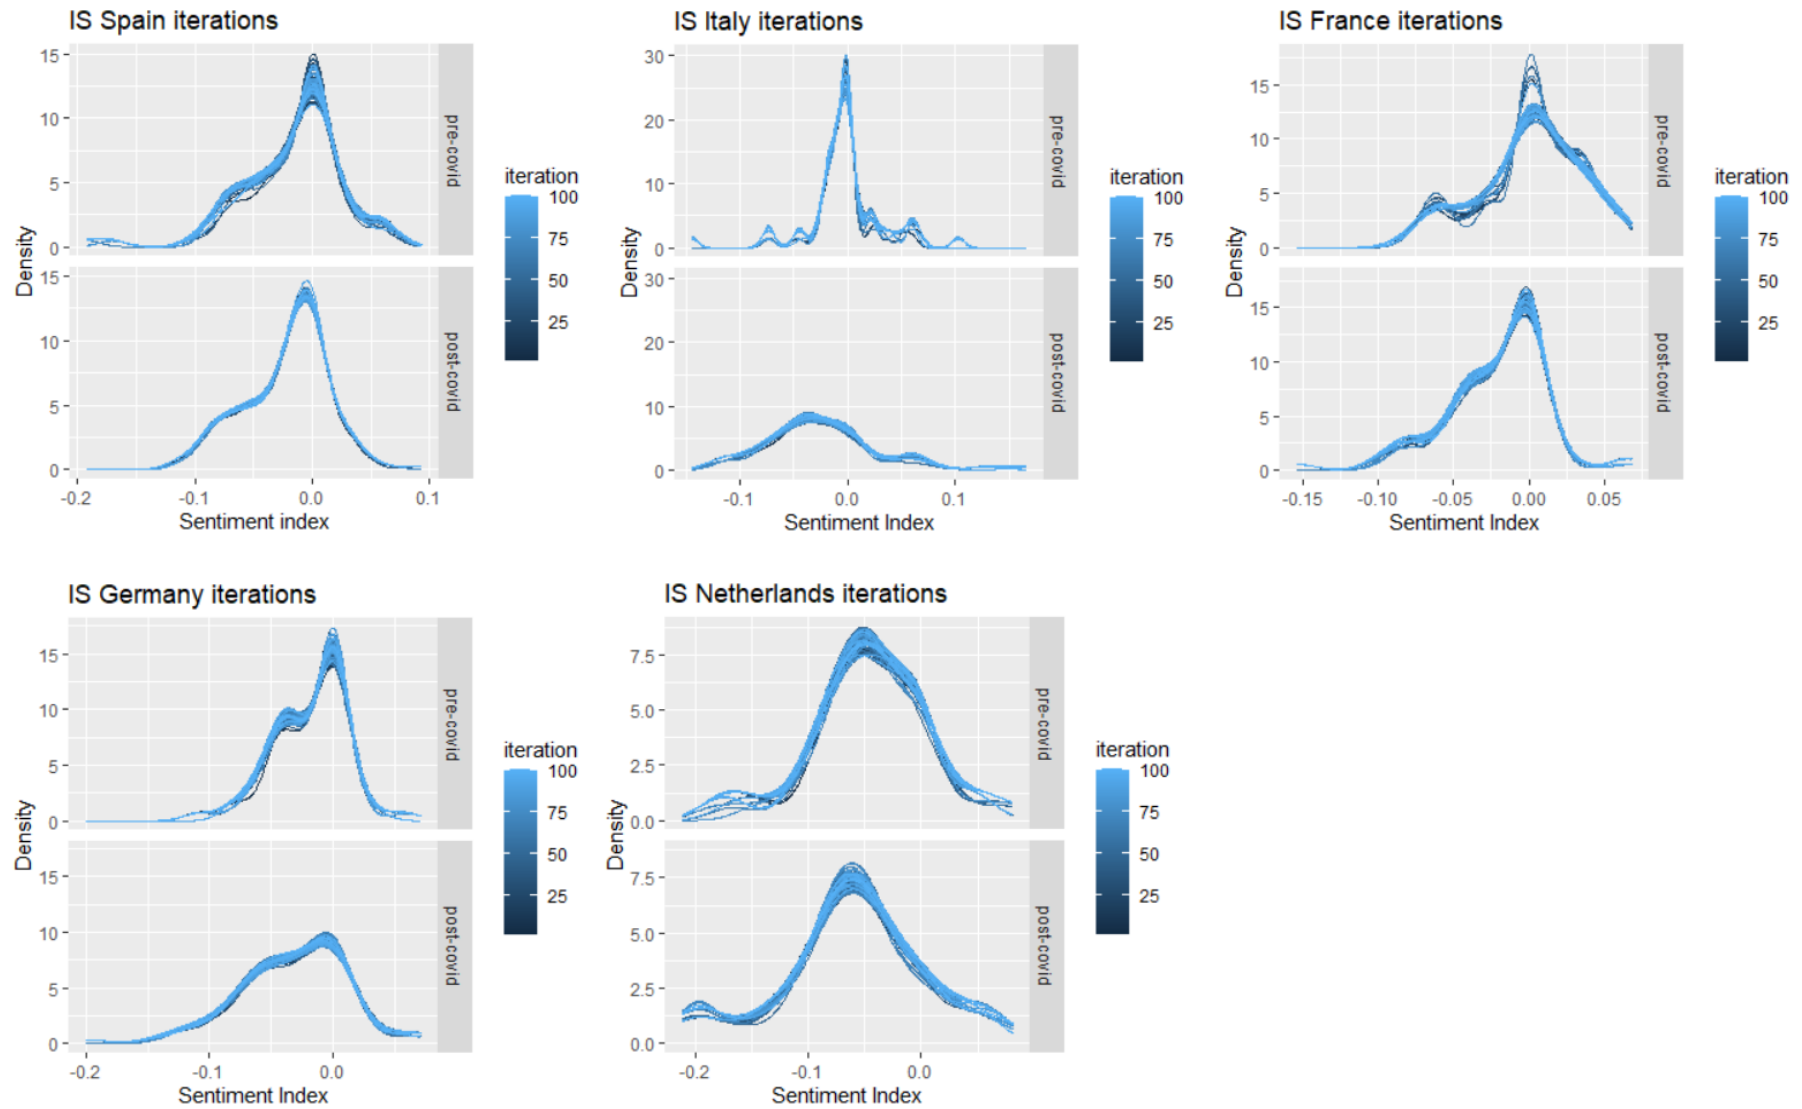 IS Spain iterations
Density
15
10
5
0
pre-covid
15
10
5
0
post-covid
-0.2 -0.1 0.0 0.1
Sentiment index
iteration
100
75
50
25
IS Italy iterations
Density
30
20
10
0
pre-covid
30
20
10
0
post-covid
-0.1 0.0 0.1
Sentiment Index
iteration
100
75
50
25
IS France iterations
Density
15
10
5
0
pre-covid
15
10
5
0
post-covid
-0.15 -0.10 -0.05 0.00 0.05
Sentiment Index
iteration
100
75
50
25
IS Germany iterations
Density
15
10
5
0
pre-covid
15
10
5
0
post-covid
-0.2 -0.1 0.0
Sentiment Index
iteration
100
75
50
25
IS Netherlands iterations
Density
7.5
5.0
2.5
0.0
pre-covid
7.5
5.0
2.5
0.0
post-covid
-0.2 -0.1 0.0
Sentiment Index
iteration
100
75
50
25